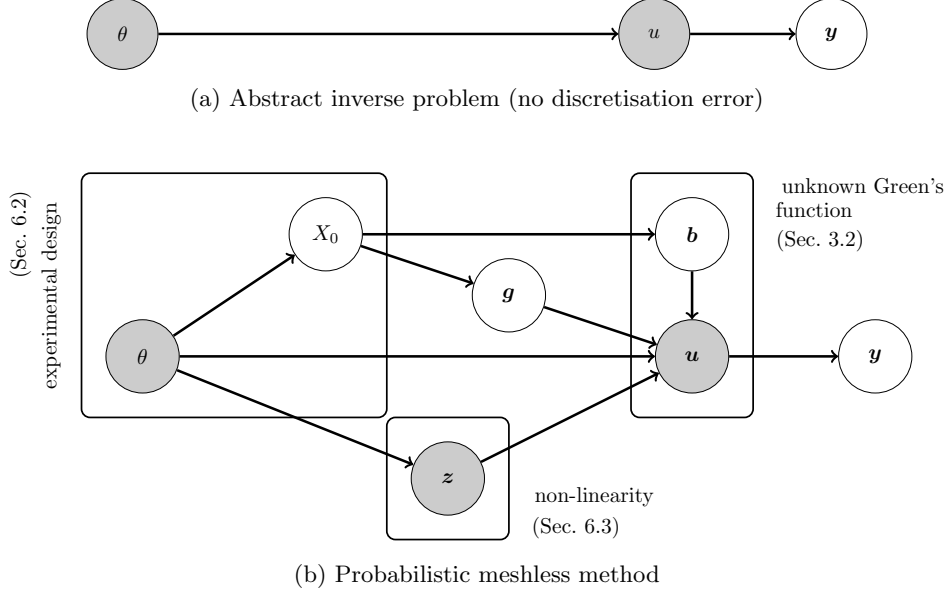 θ
u
y
(a) Abstract inverse problem (no discretisation error)
(Sec. 6.2)
experimental design
X₀
b
unknown Green's
function
(Sec. 3.2)
g
θ
u
y
z
non-linearity
(Sec. 6.3)
(b) Probabilistic meshless method